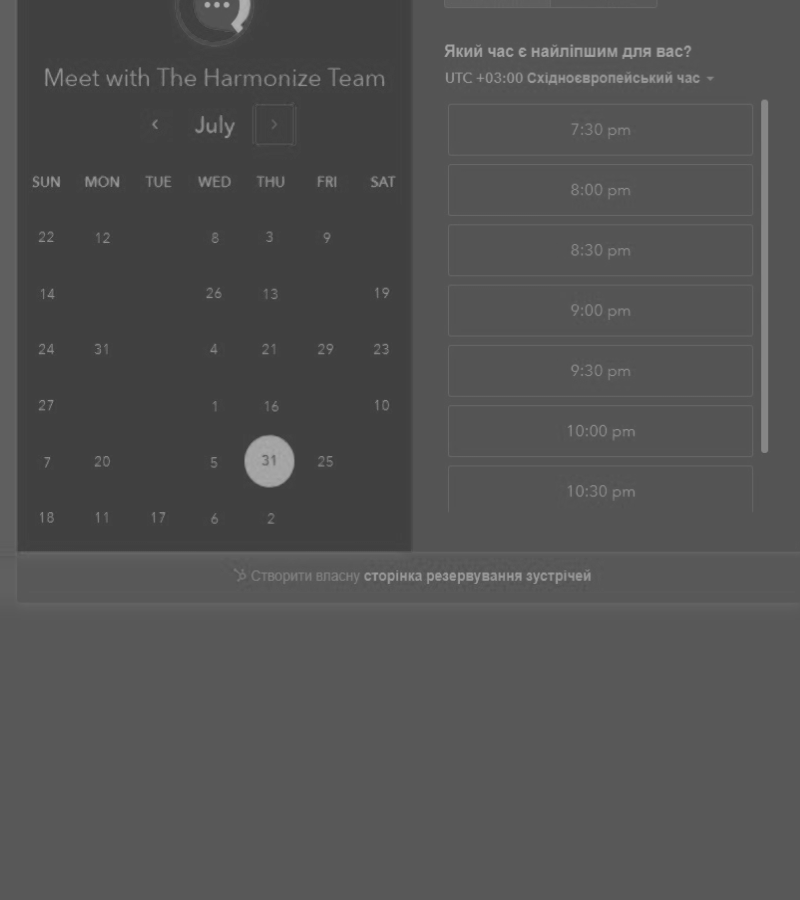 Meet with The Harmonize Team
July
SUN MON TUE WED THU FRI SAT
22 12 8 3 9
14 26 13 19
24 31 4 21 29 23
27 1 16 10
7 20 5 31 25
18 11 17 6 2
Який час є найліпшим для вас?
UTC +03:00 Східноєвропейський час
7:30 pm
8:00 pm
8:30 pm
9:00 pm
9:30 pm
10:00 pm
10:30 pm
Створити власну сторінка резервування зустрічей